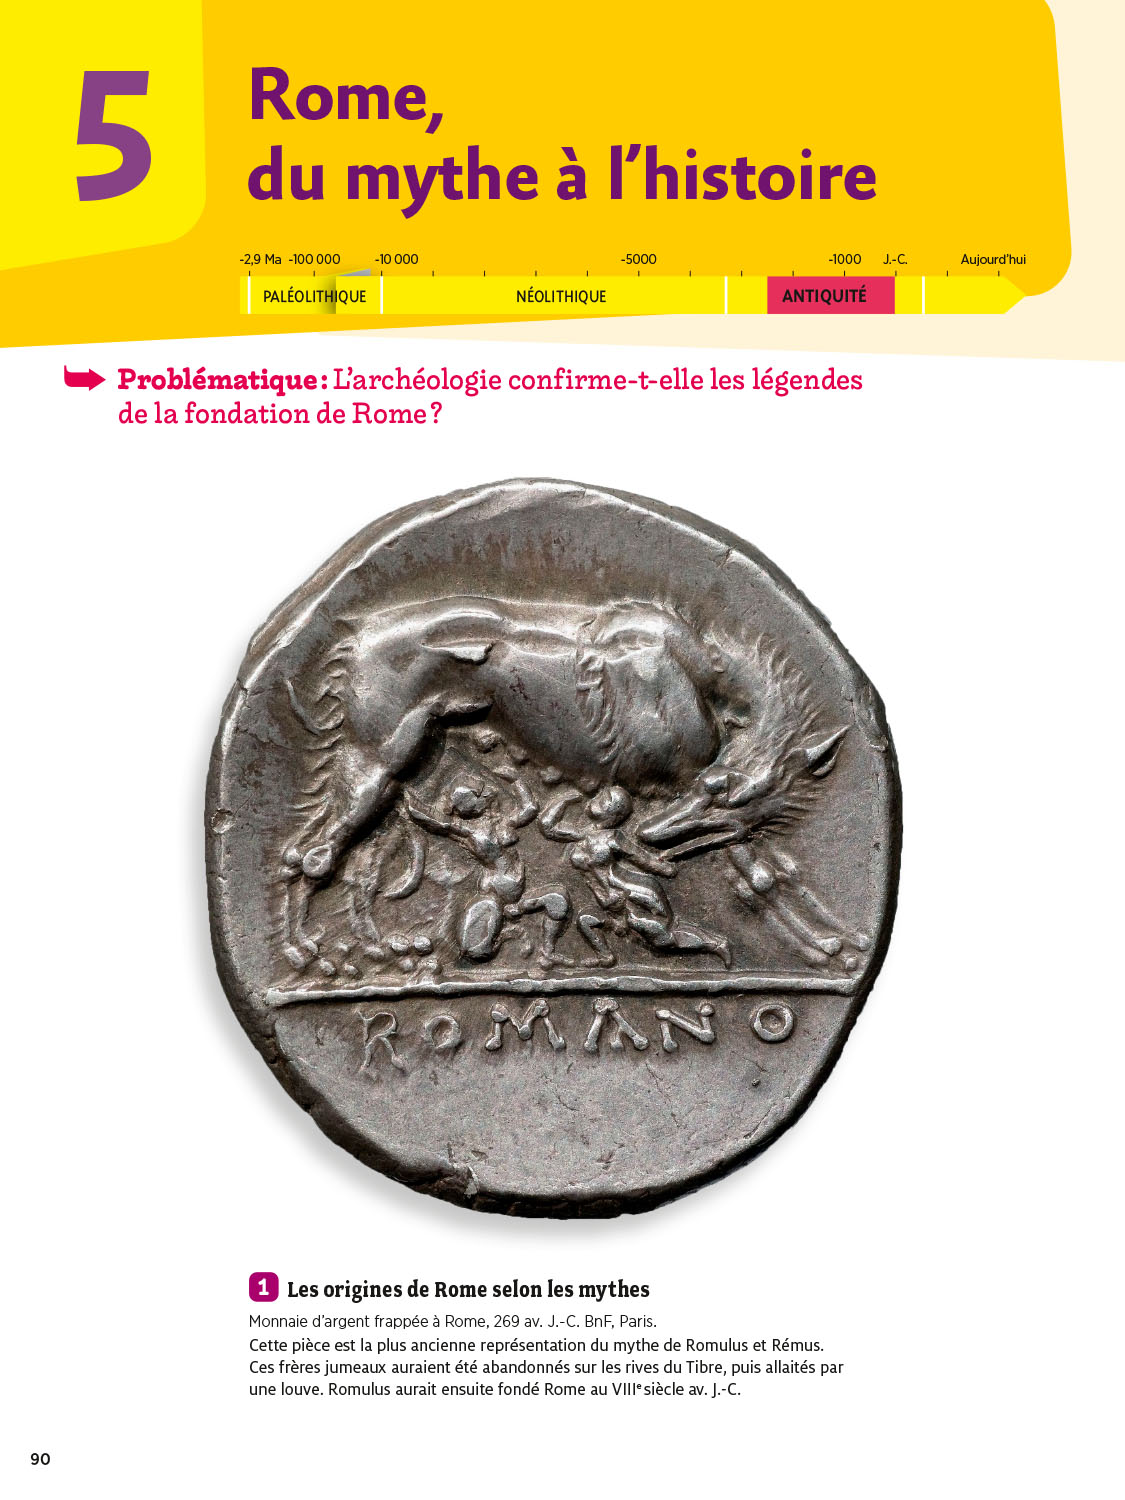 5
Rome,
du mythe à l'histoire
-2,9 Ma -100 000 -10 000 -5000 -1000 J.-C. Aujourd'hui
PALÉOLITHIQUE NÉOLITHIQUE ANTIQUITÉ
Problématique : L'archéologie confirme-t-elle les légendes
de la fondation de Rome ?
ROMANO
1 Les origines de Rome selon les mythes
Monnaie d'argent frappée à Rome, 269 av. J.-C. BnF, Paris.
Cette pièce est la plus ancienne représentation du mythe de Romulus et Rémus.
Ces frères jumeaux auraient été abandonnés sur les rives du Tibre, puis allaités par
une louve. Romulus aurait ensuite fondé Rome au VIIIe siècle av. J.-C.
90